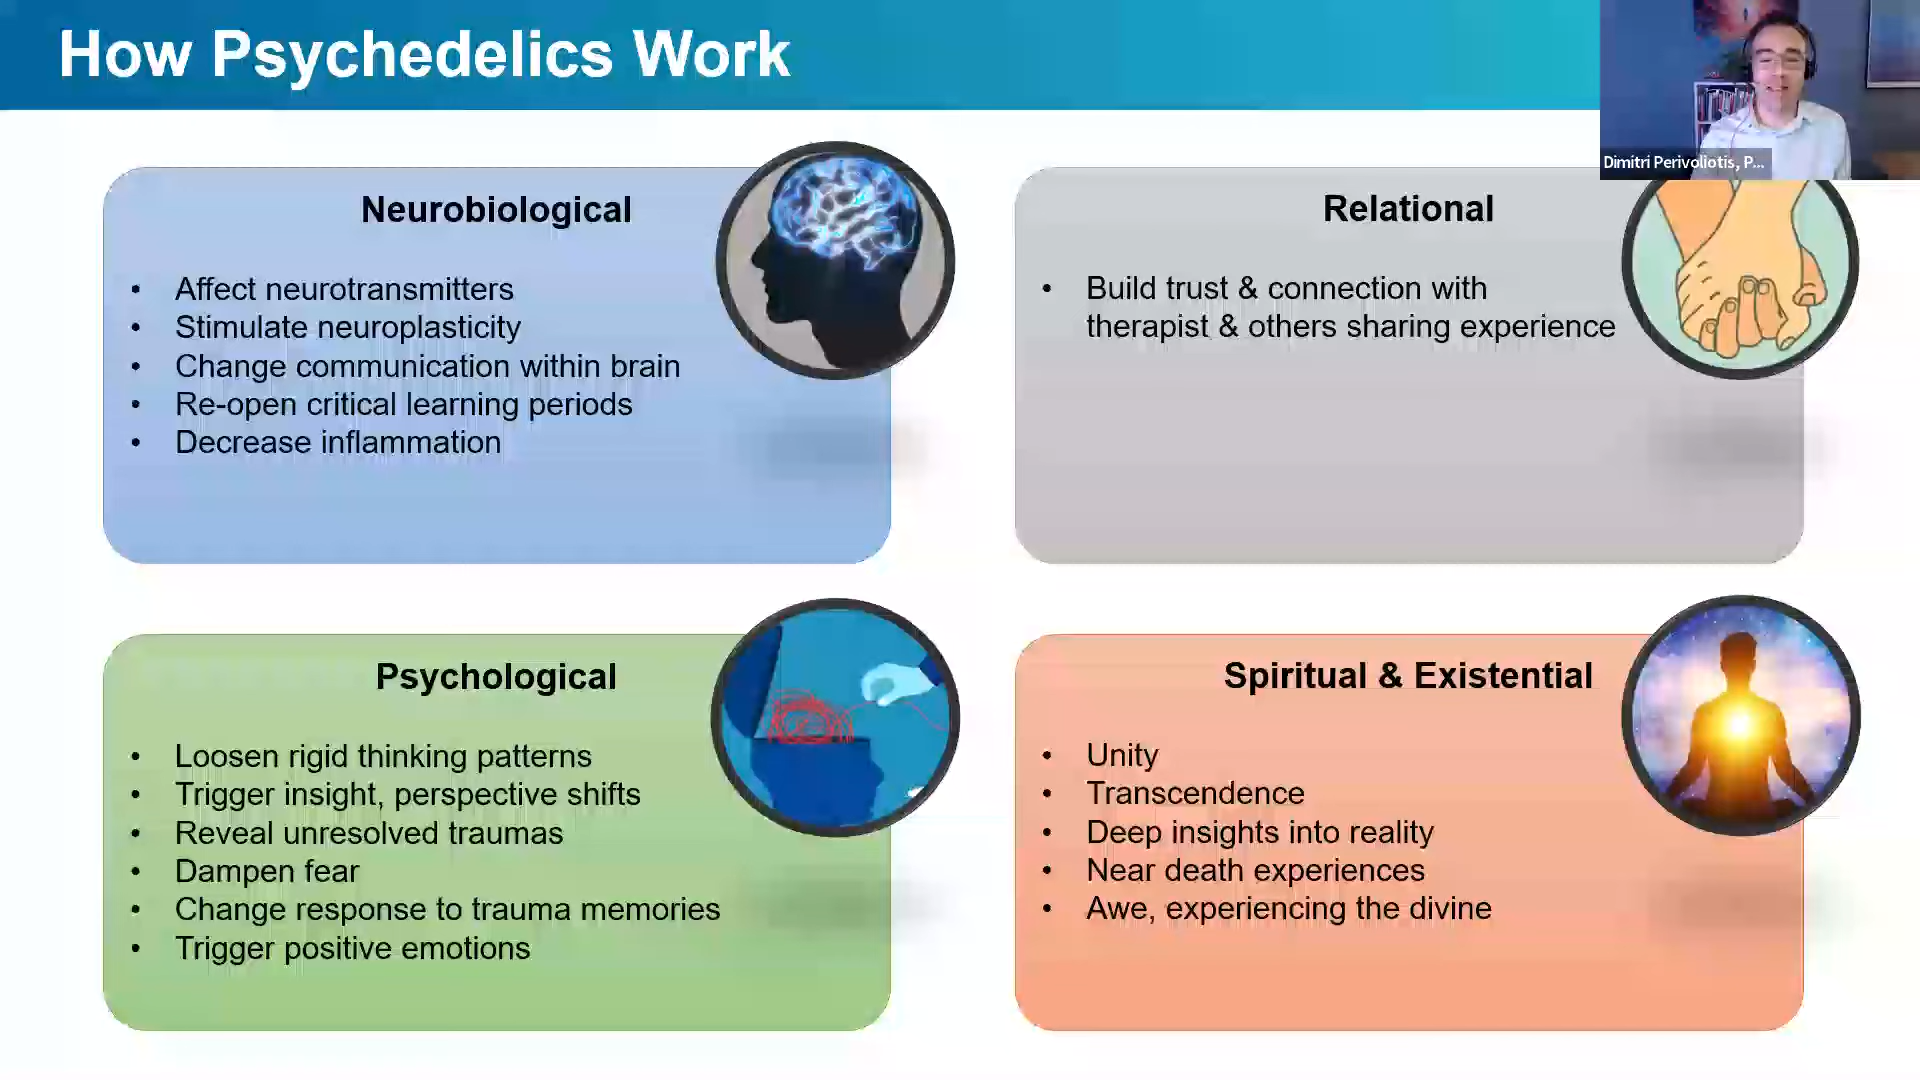 How Psychedelics Work
Dimitri Perivoliotis, P...
Neurobiological
• Affect neurotransmitters
• Stimulate neuroplasticity
• Change communication within brain
• Re-open critical learning periods
• Decrease inflammation
Relational
• Build trust & connection with
therapist & others sharing experience
Psychological
• Loosen rigid thinking patterns
• Trigger insight, perspective shifts
• Reveal unresolved traumas
• Dampen fear
• Change response to trauma memories
• Trigger positive emotions
Spiritual & Existential
• Unity
• Transcendence
• Deep insights into reality
• Near death experiences
• Awe, experiencing the divine